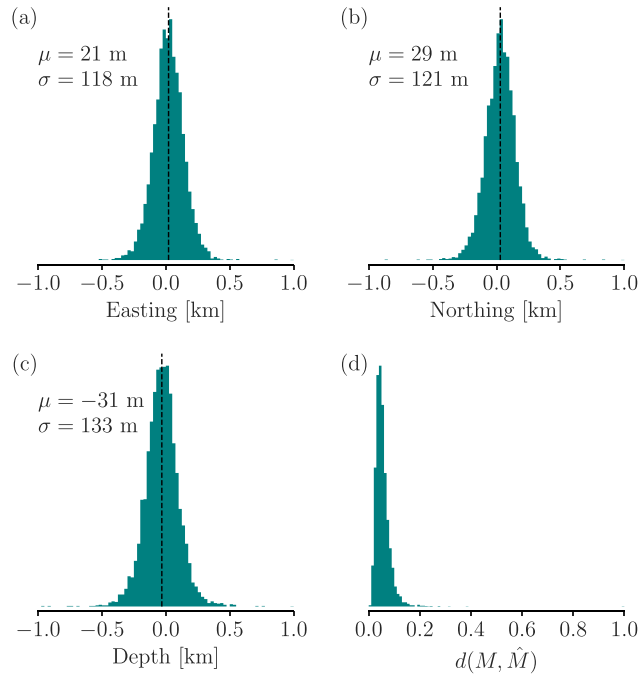 (a)
μ = 21 m
σ = 118 m
−1.0 −0.5 0.0 0.5 1.0
Easting [km]
(b)
μ = 29 m
σ = 121 m
−1.0 −0.5 0.0 0.5 1.0
Northing [km]
(c)
μ = −31 m
σ = 133 m
−1.0 −0.5 0.0 0.5 1.0
Depth [km]
(d)
0.0 0.2 0.4 0.6 0.8 1.0
d(M, M̂)